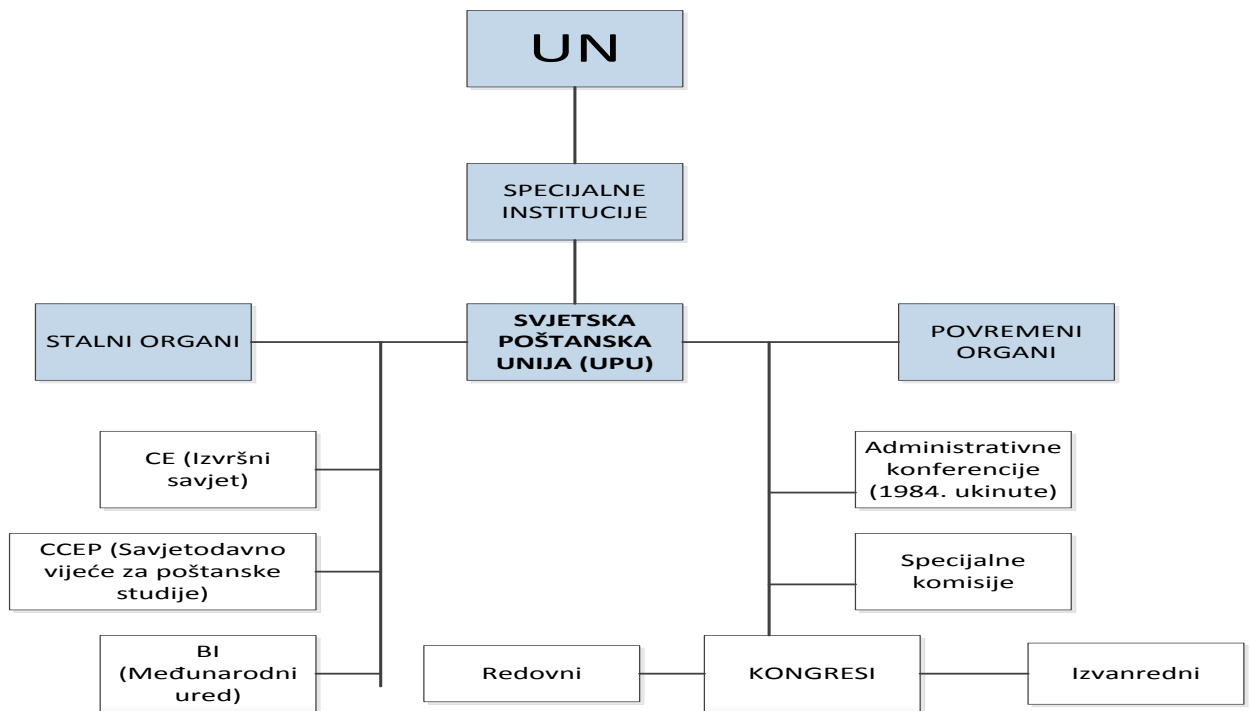 UN
SPECIJALNE
INSTITUCIJE
STALNI ORGANI
SVJETSKA
POŠTANSKA
UNIJA (UPU)
POVREMENI
ORGANI
CE (Izvršni
savjet)
CCEP (Savjetodavno
vijeće za poštanske
studije)
BI
(Međunarodni
ured)
Administrativne
konferencije
(1984. ukinute)
Specijalne
komisije
Redovni
KONGRESI
Izvanredni